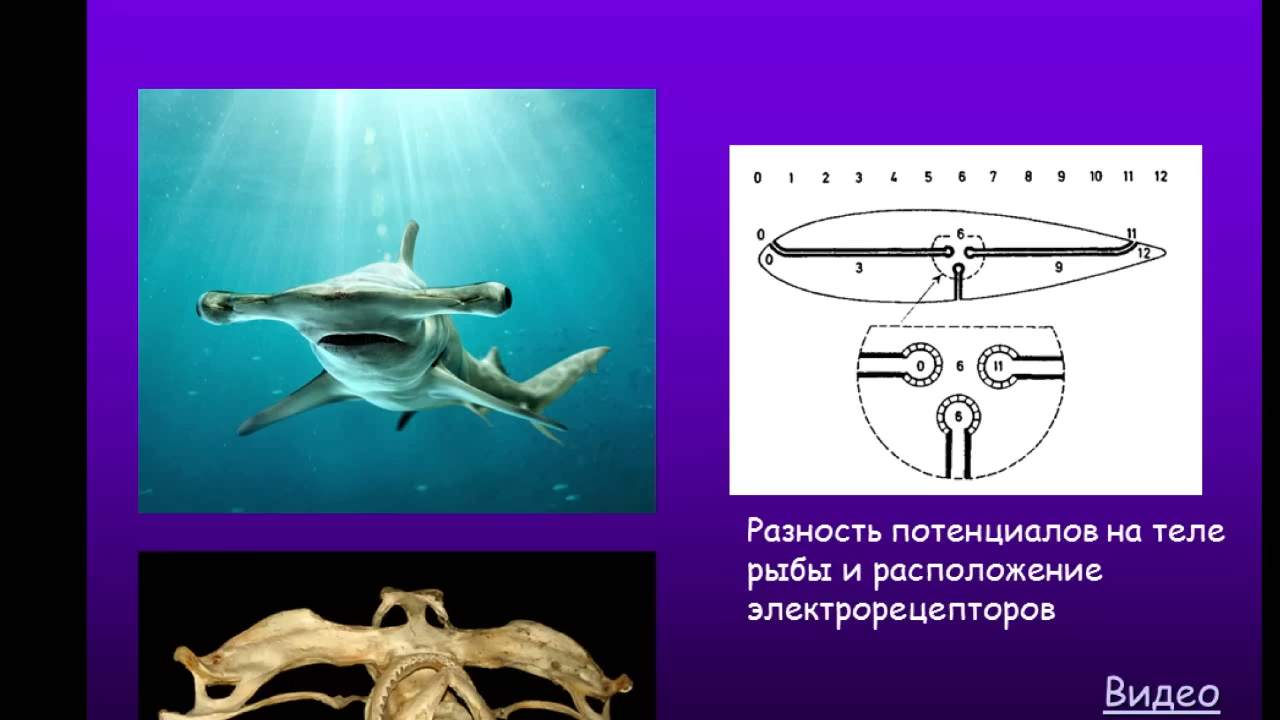 0 1 2 3 4 5 6 7 8 9 10 11 12
0 6 11
0 3 9 12
0 6 11
6
Разность потенциалов на теле
рыбы и расположение
электрорецепторов
Видео